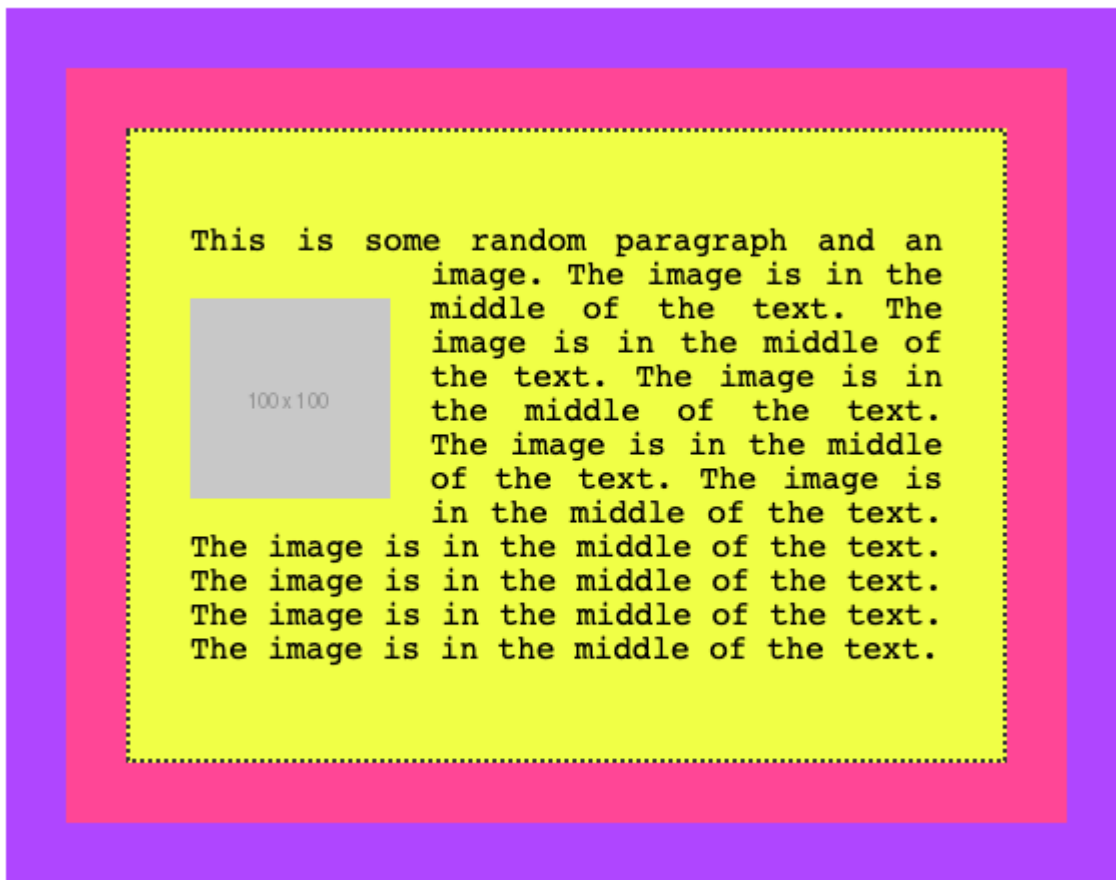 This is some random paragraph and an
image. The image is in the
middle of the text. The
image is in the middle of
the text. The image is in
100 x 100
the middle of the text.
The image is in the middle
of the text. The image is
in the middle of the text.
The image is in the middle of the text.
The image is in the middle of the text.
The image is in the middle of the text.
The image is in the middle of the text.